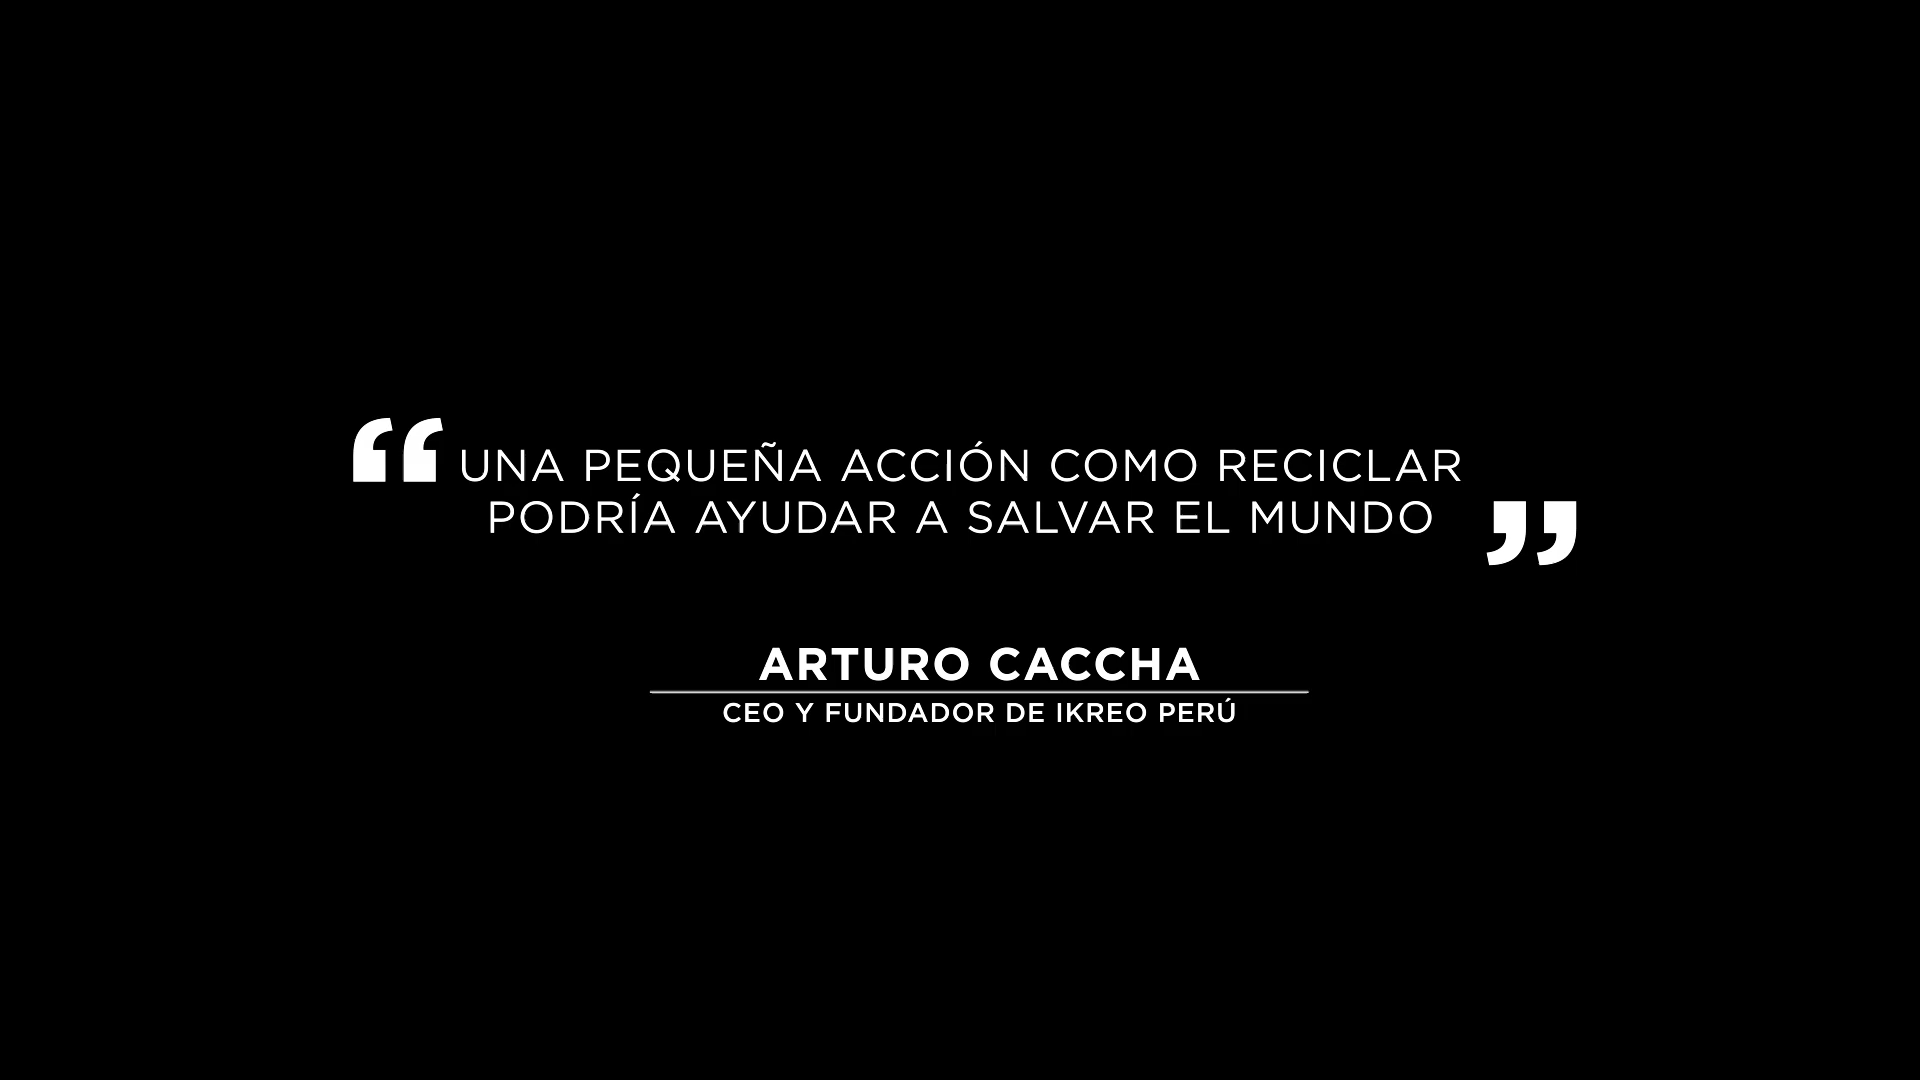 “UNA PEQUEÑA ACCIÓN COMO RECICLAR
PODRÍA AYUDAR A SALVAR EL MUNDO”
ARTURO CACCHA
CEO Y FUNDADOR DE IKREO PERÚ